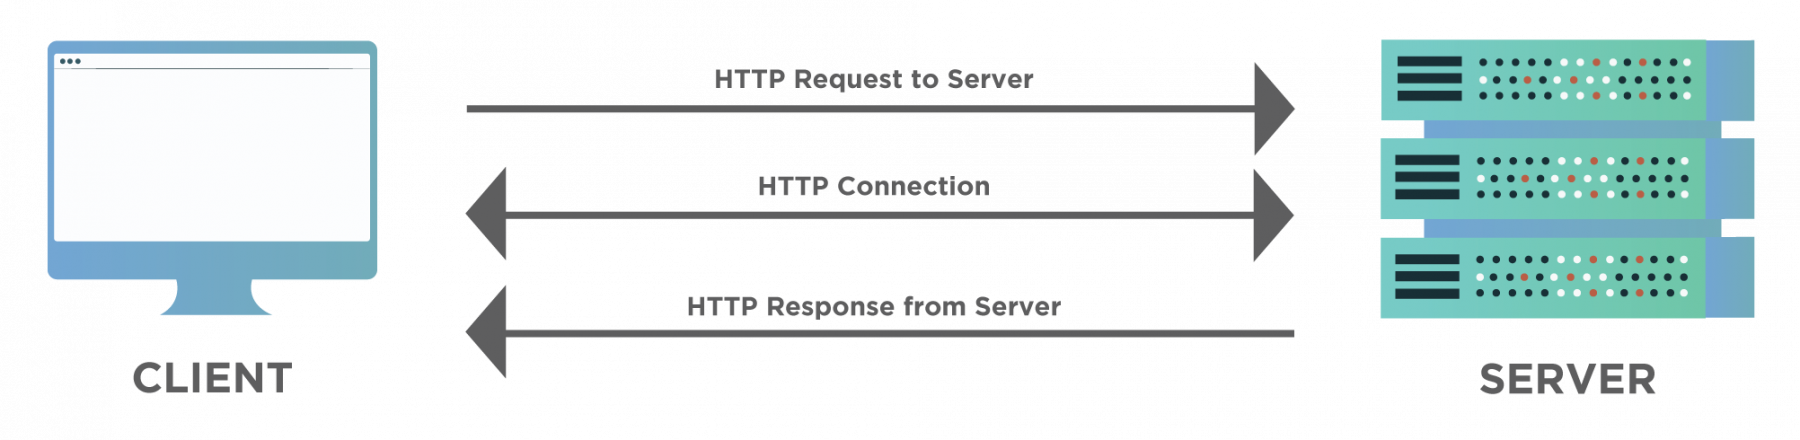 HTTP Request to Server
HTTP Connection
HTTP Response from Server
CLIENT
SERVER